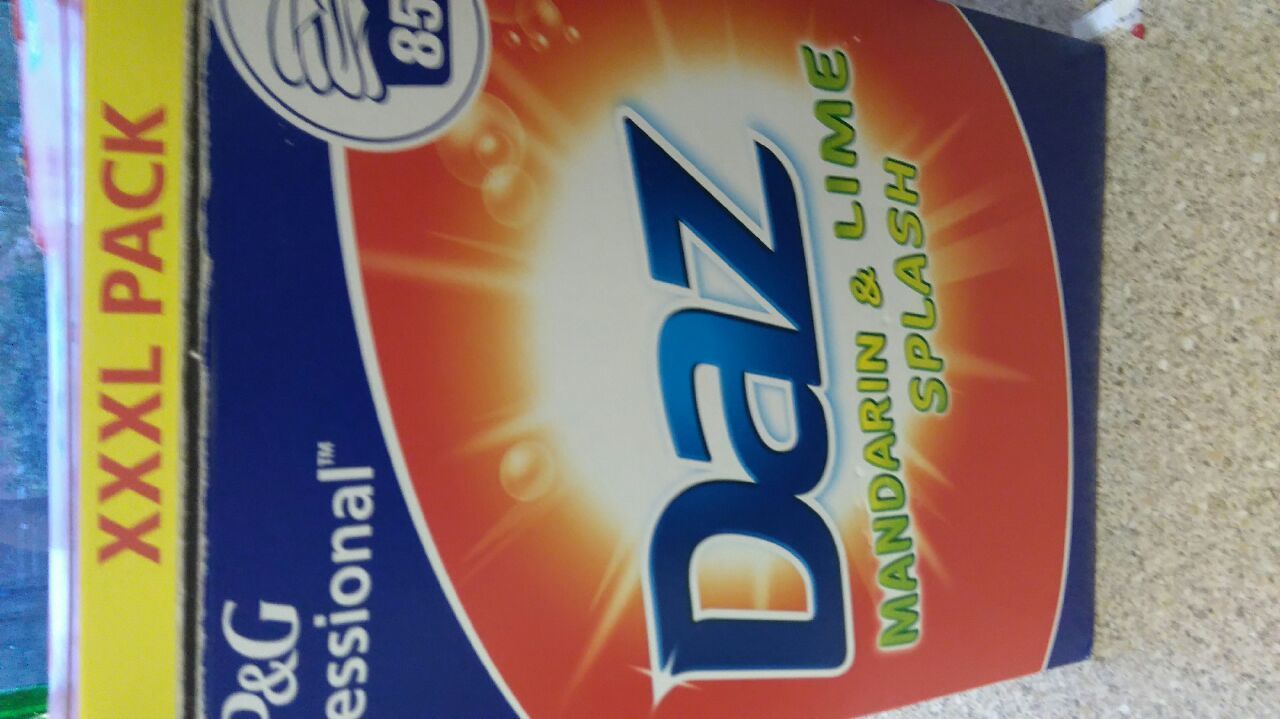 XXXL PACK
P&G
essional™
85
Daz
MANDARIN & LIME
SPLASH